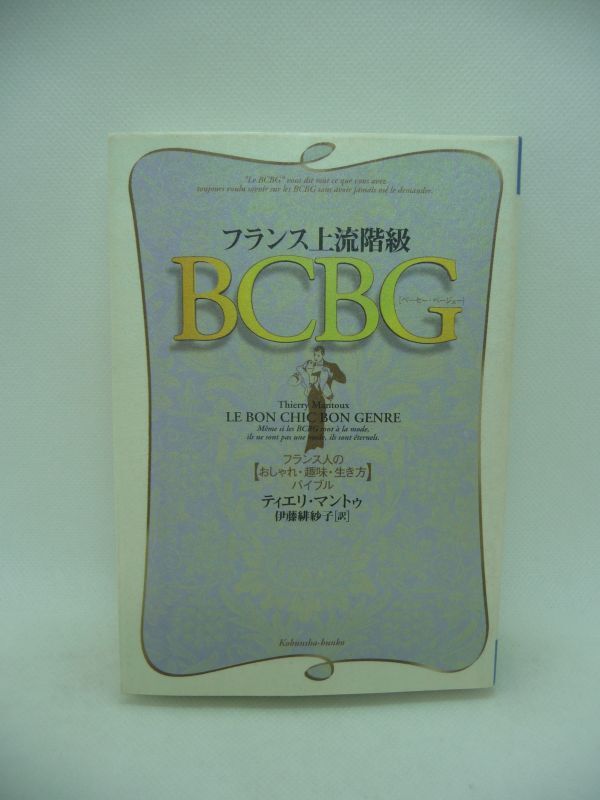 "Le BCBG" vous dit tout ce que vous avez
toujours voulu savoir sur les BCBG sans avoir jamais osé le demander.
フランス上流階級
BCBG
[ベーセー・ベージェー]
Thierry Mantoux
LE BON CHIC BON GENRE
Même si les BCBG sont à la mode,
ils ne sont pas une mode, ils sont éternels.
フランス人の
【おしゃれ・趣味・生き方】
バイブル
ティエリ・マントゥ
伊藤緋紗子[訳]
Kobunsha-bunko